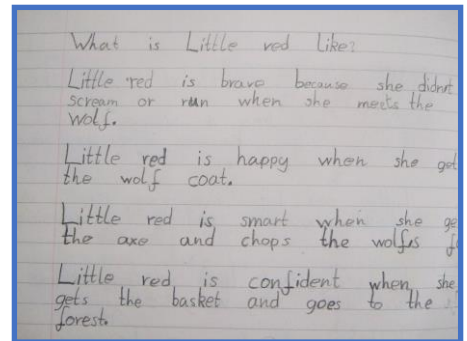 What is Little red like?
Little red is brave because she didnt
scream or run when she meets the
wolf.
Little red is happy when she get
the wolf coat.
Little red is smart when she ge
the axe and chops the wolfs
Little red is confident when she
gets the basket and goes to the
forest.